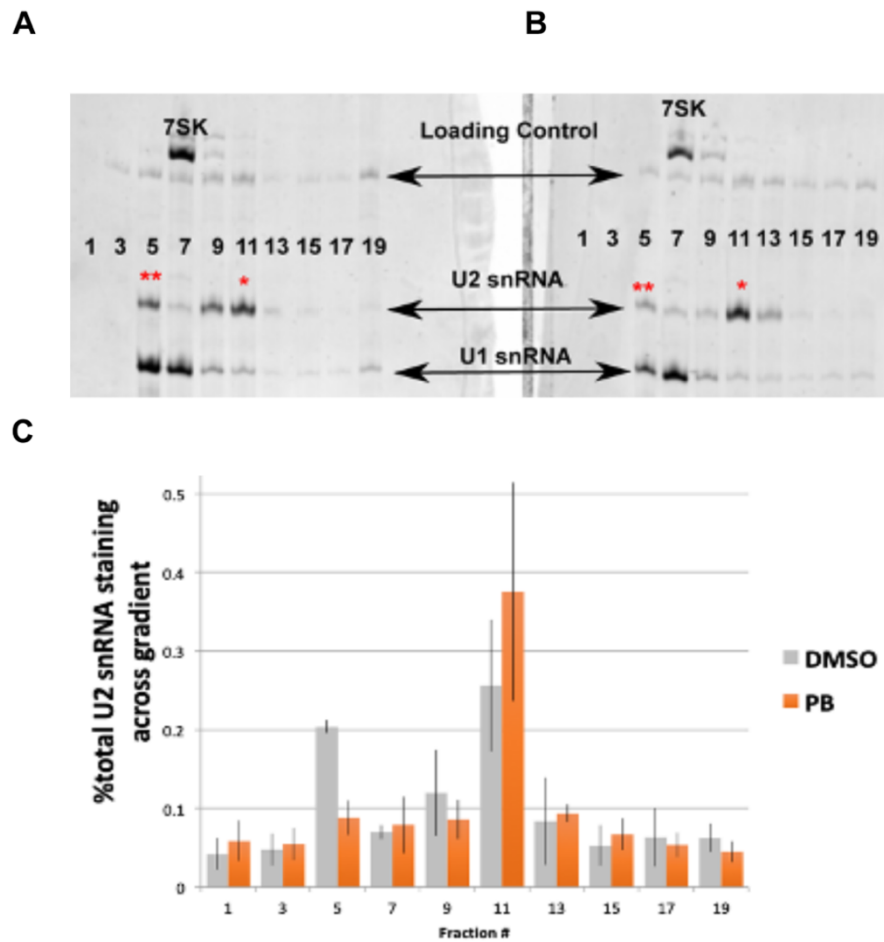 A B
7SK 7SK
Loading Control
1 3 5 7 9 11 13 15 17 19 1 3 5 7 9 11 13 15 17 19
** * ** *
U2 snRNA
U1 snRNA
C
%total U2 snRNA staining
across gradient
0.5
0.4
0.3
0.2
0.1
0
1 3 5 7 9 11 13 15 17 19
Fraction #
DMSO
PB